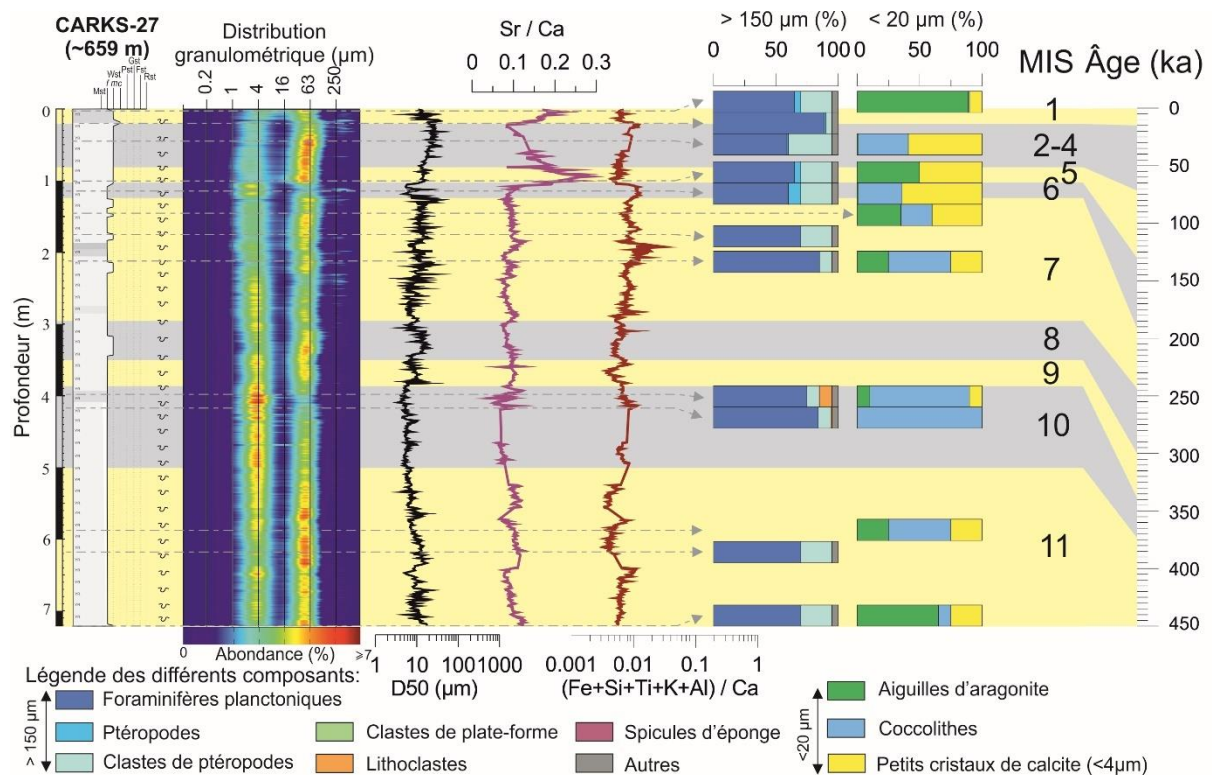 CARKS-27
(~659 m)
Mst
f mc
Wst
Pst
Gst
Fst
Rst
Distribution
granulométrique (µm)
0.2 1 4 16 63 250
Sr / Ca
0 0.1 0.2 0.3
> 150 µm (%)
0 50 100
< 20 µm (%)
0 50 100
MIS Âge (ka)
Profondeur (m)
0
1
2
3
4
5
6
7
1
2-4
5
6
7
8
9
10
11
0
50
100
150
200
250
300
350
400
450
0 ⩾7
Abondance (%)
1 10 100 1000
D50 (µm)
0.001 0.01 0.1 1
(Fe+Si+Ti+K+Al) / Ca
Légende des différents composants:
> 150 µm
Foraminifères planctoniques
Ptéropodes
Clastes de ptéropodes
Clastes de plate-forme
Lithoclastes
Spicules d'éponge
Autres
<20 µm
Aiguilles d'aragonite
Coccolithes
Petits cristaux de calcite (<4µm)